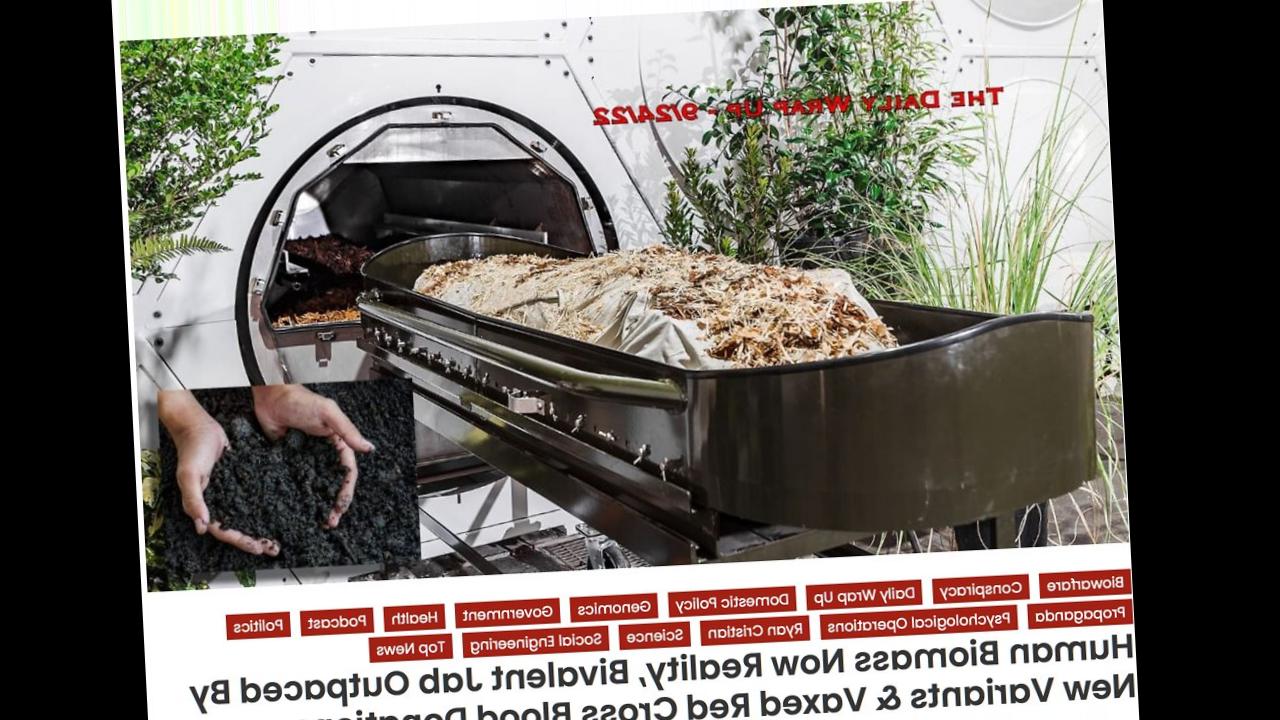 THE DAILY WRAP UP - 9/24/22
Biowarfare Conspiracy Daily Wrap Up Domestic Policy Genomics Government Health Podcast Politics
Propaganda Psychological Operations Ryan Cristian Science Social Engineering Top News
Human Biomass Now Reality, Bivalent Jab Outpaced By
New Variants & Vaxed Red Cross Blood